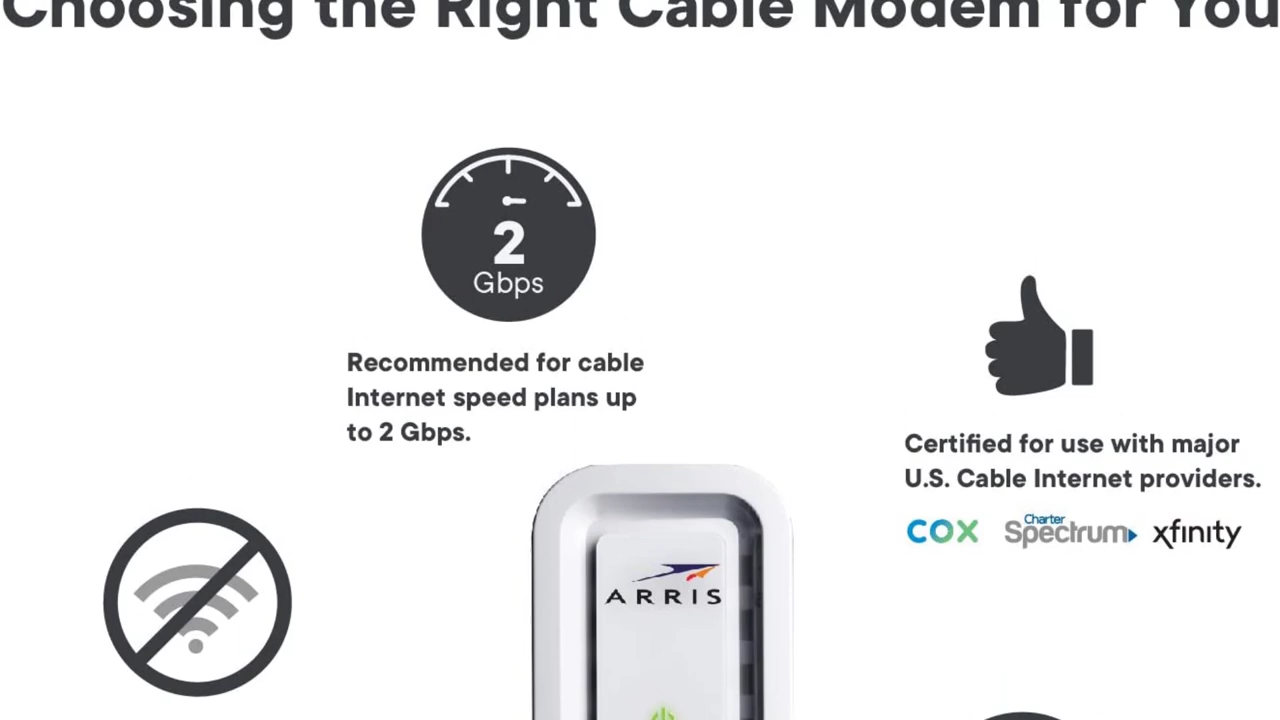 Choosing the Right Cable Modem for You
2
Gbps
Recommended for cable
Internet speed plans up
to 2 Gbps.
Certified for use with major
U.S. Cable Internet providers.
COX Charter Spectrum xfinity
ARRIS